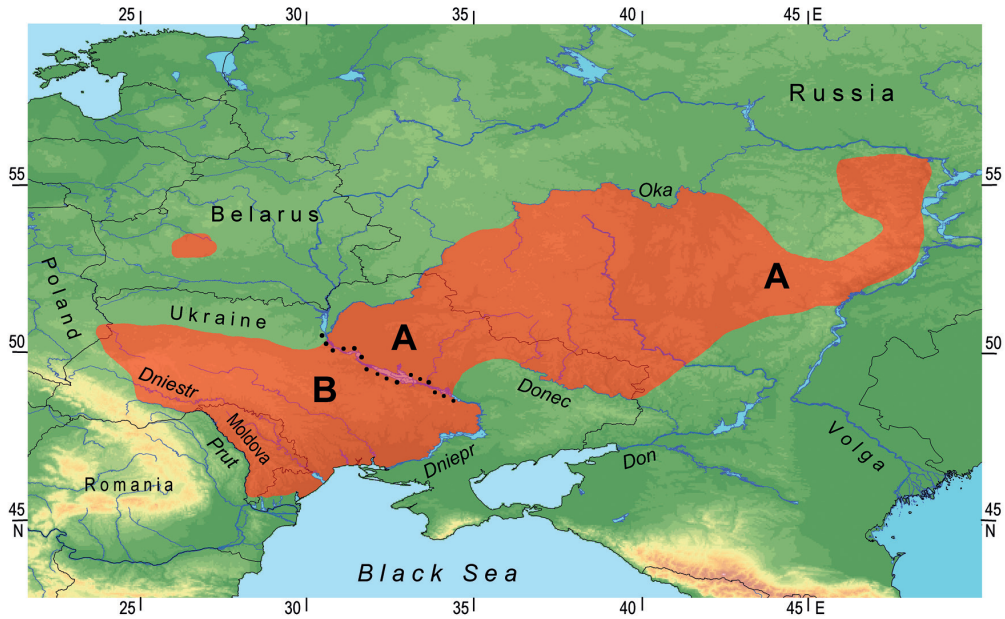 25 30 35 40 45 E
Russia
55 55
Oka
Belarus
A
Poland
Ukraine
A
50 50
B
Dniestr
Donec
Moldova
Prut
Dniepr
Don
Volga
Romania
45 45
N N
Black Sea
25 30 35 40 45 E